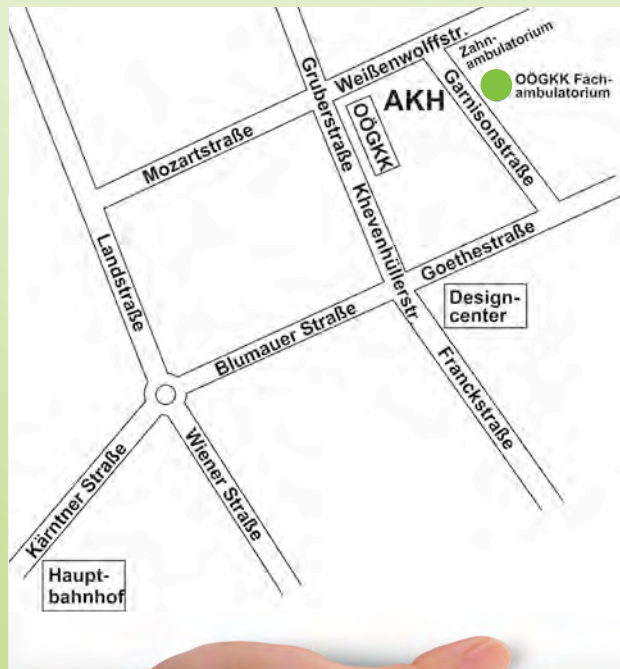 Weißenwolffstr.
Zahn-
ambulatorium
OÖGKK Fach-
ambulatorium
Gruberstraße
AKH
OÖGKK
Garnisonstraße
Mozartstraße
Khevenhüllerstr.
Landstraße
Goethestraße
Design-
center
Blumauer Straße
Franckstraße
Kärntner Straße
Wiener Straße
Haupt-
bahnhof